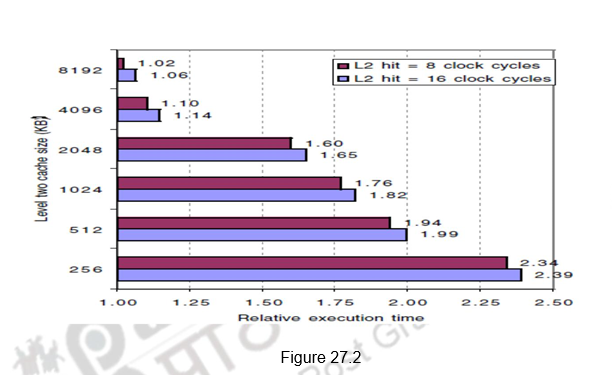 L2 hit = 8 clock cycles
L2 hit = 16 clock cycles
Level two cache size (KB)
8192
1.02
1.06
4096
1.10
1.14
2048
1.60
1.65
1024
1.76
1.82
512
1.94
1.99
256
2.34
2.39
1.00 1.25 1.50 1.75 2.00 2.25 2.50
Relative execution time
Post Gr
Figure 27.2